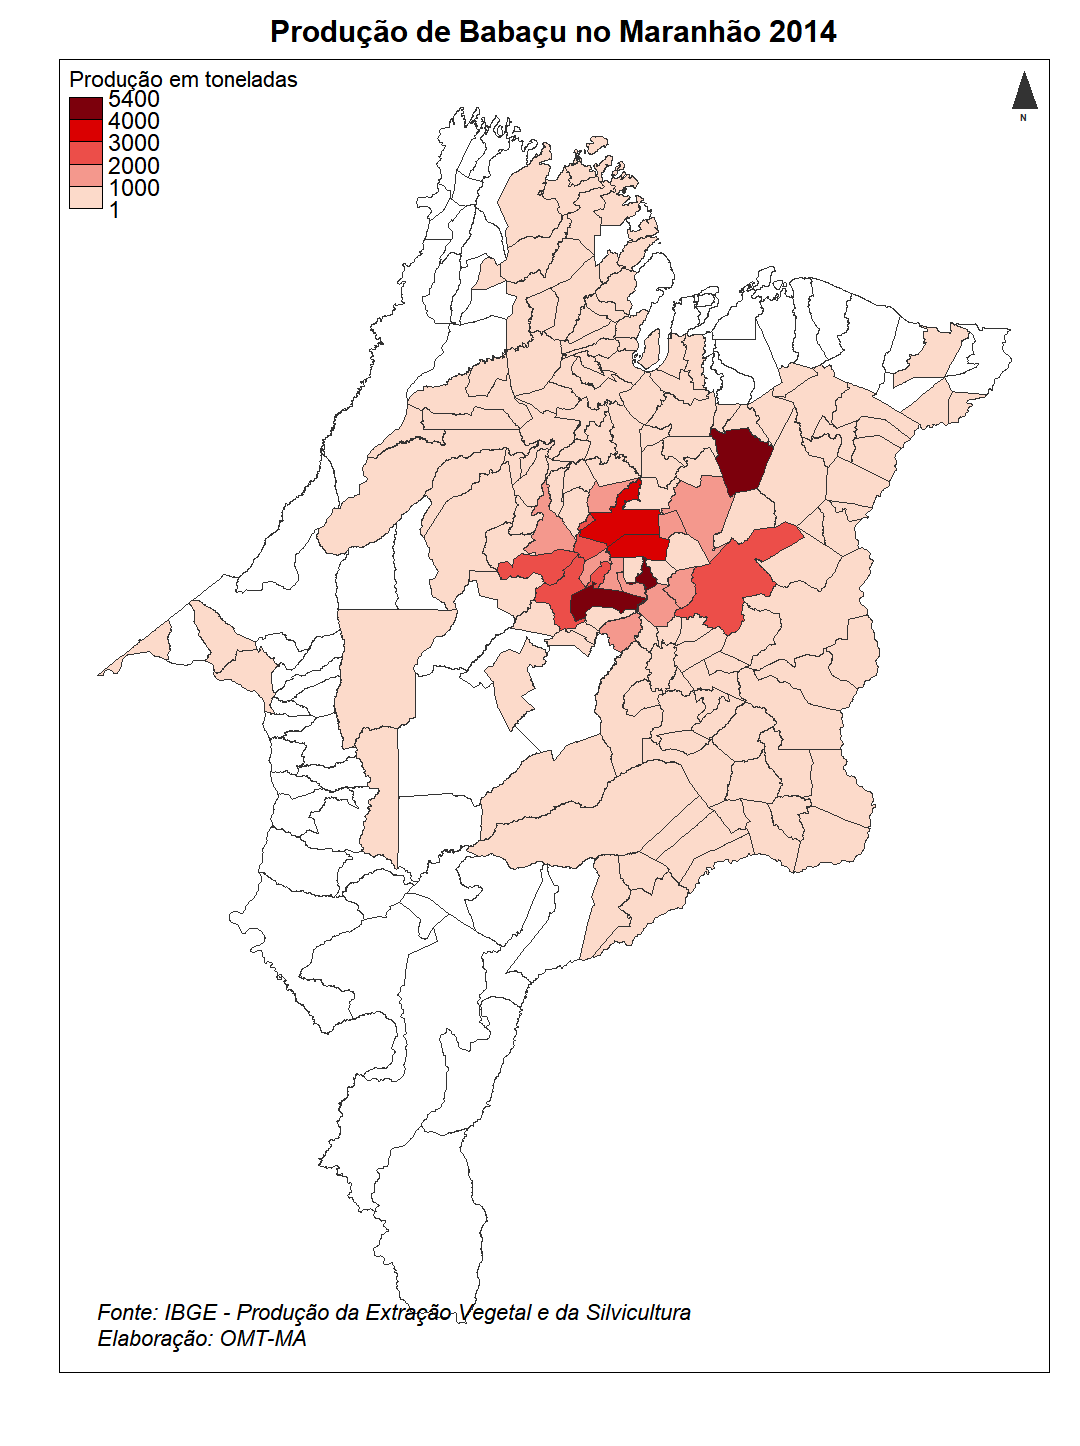 Produção de Babaçu no Maranhão 2014
Produção em toneladas
5400
4000
3000
2000
1000
1
N
Fonte: IBGE - Produção da Extração Vegetal e da Silvicultura
Elaboração: OMT-MA